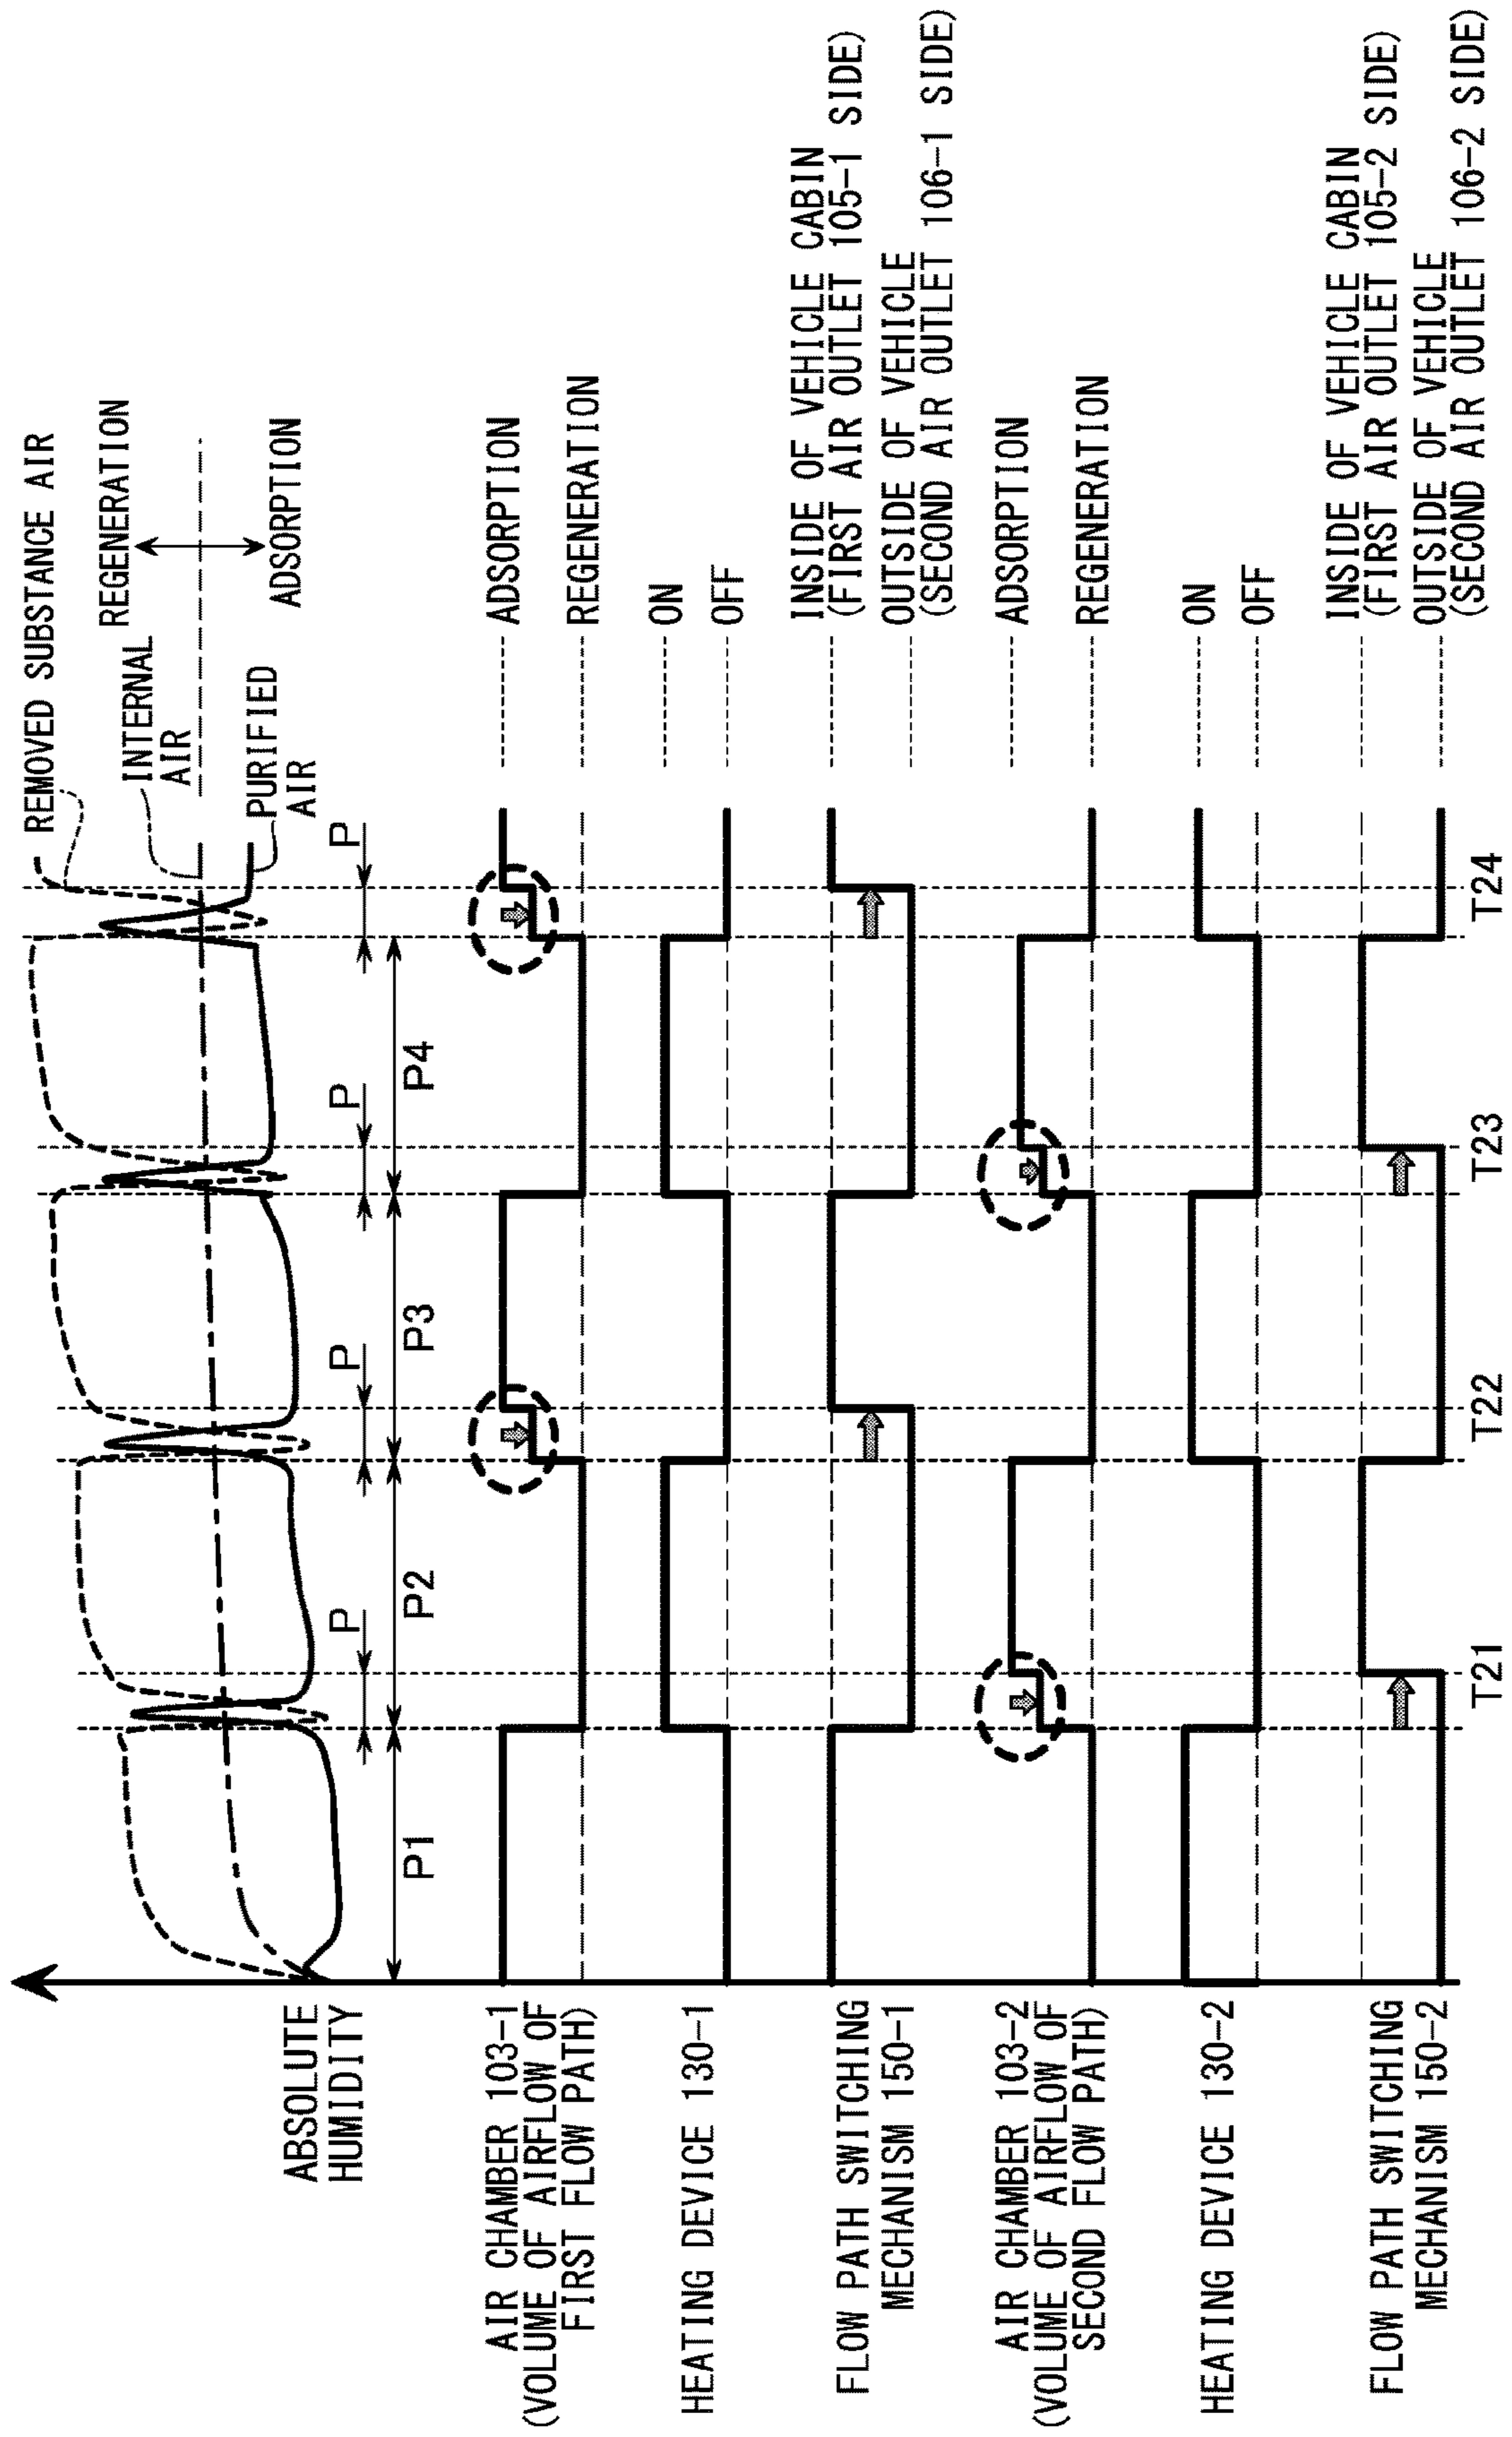 REMOVED SUBSTANCE AIR
REGENERATION
INTERNAL
AIR
PURIFIED
AIR
ADSORPTION
ABSOLUTE
HUMIDITY
P
P
P
P
P1
P2
P3
P4
AIR CHAMBER 103-1
(VOLUME OF AIRFLOW OF
FIRST FLOW PATH)
ADSORPTION
REGENERATION
HEATING DEVICE 130-1
ON
OFF
FLOW PATH SWITCHING
MECHANISM 150-1
INSIDE OF VEHICLE CABIN
(FIRST AIR OUTLET 105-1 SIDE)
OUTSIDE OF VEHICLE
(SECOND AIR OUTLET 106-1 SIDE)
AIR CHAMBER 103-2
(VOLUME OF AIRFLOW OF
SECOND FLOW PATH)
ADSORPTION
REGENERATION
HEATING DEVICE 130-2
ON
OFF
FLOW PATH SWITCHING
MECHANISM 150-2
INSIDE OF VEHICLE CABIN
(FIRST AIR OUTLET 105-2 SIDE)
OUTSIDE OF VEHICLE
(SECOND AIR OUTLET 106-2 SIDE)
T21
T22
T23
T24